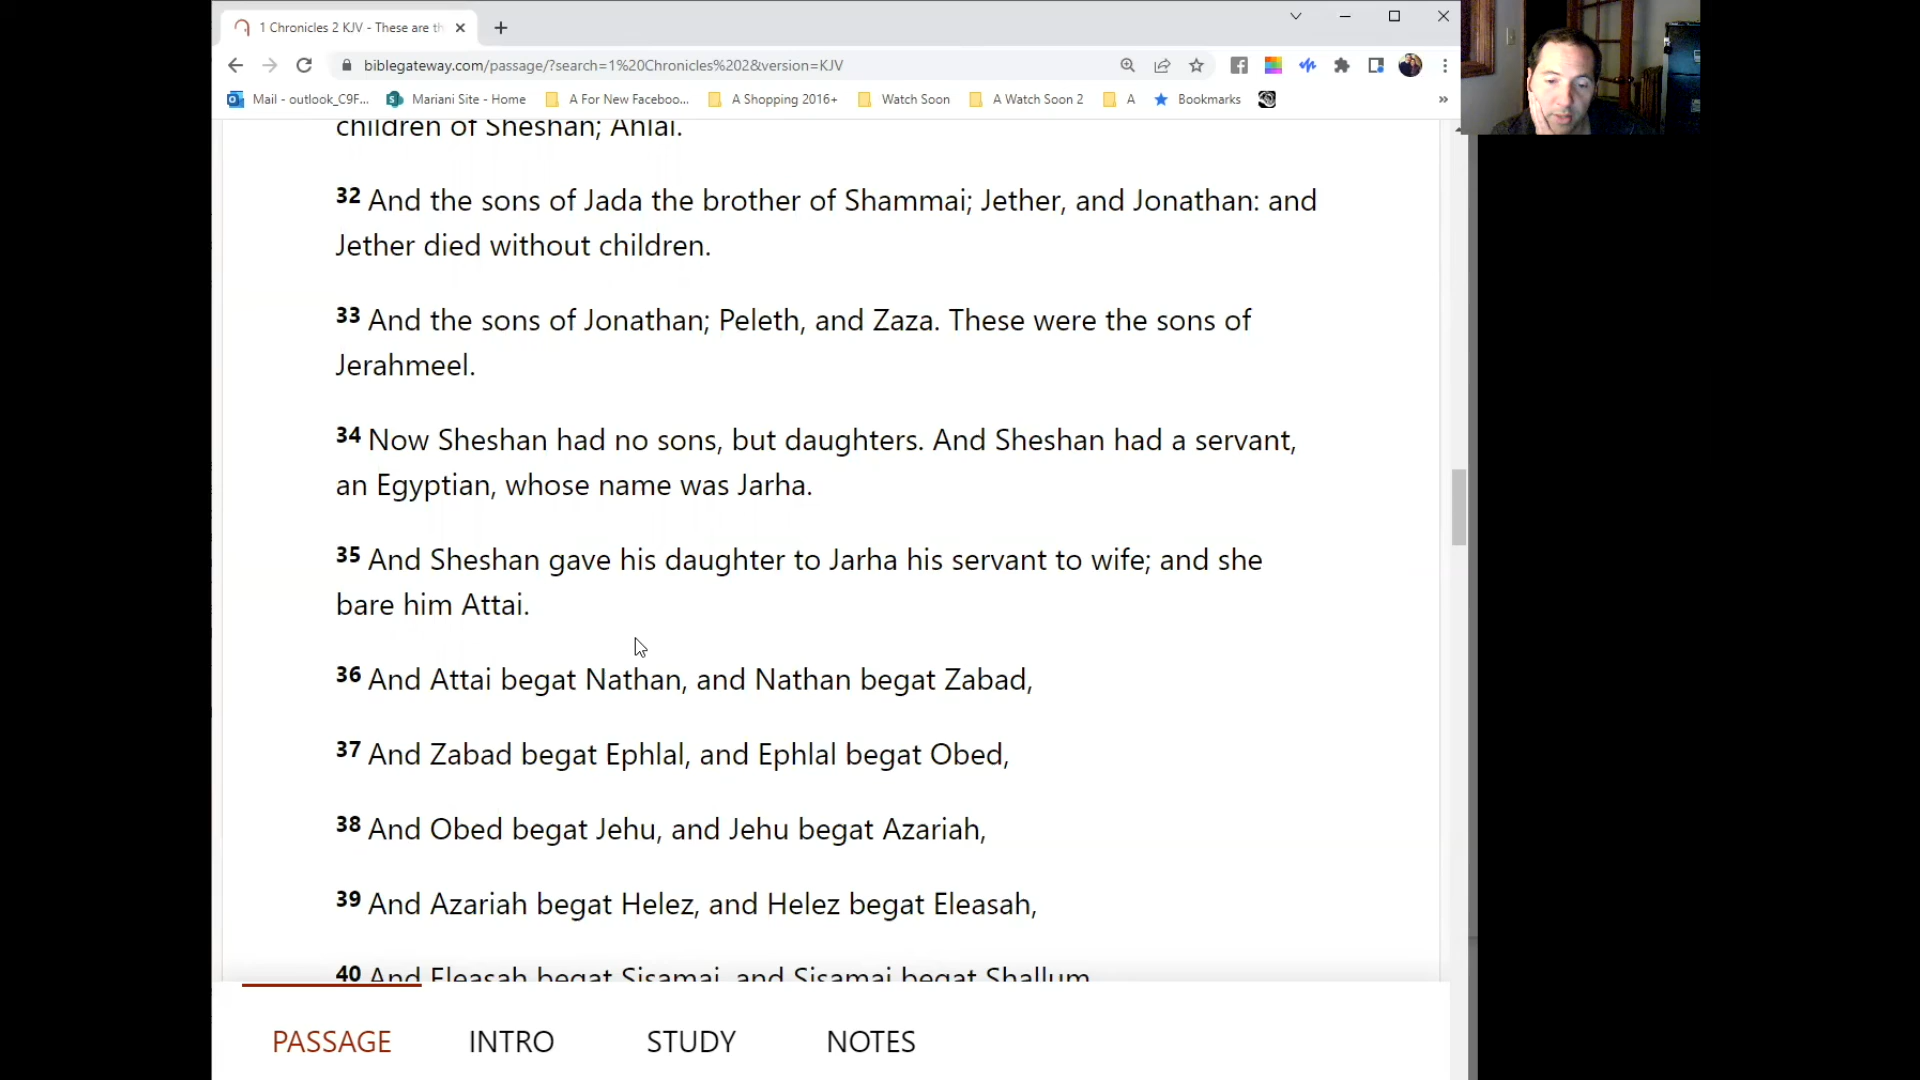 1 Chronicles 2 KJV - These are th
biblegateway.com/passage/?search=1%20Chronicles%202&version=KJV
Mail - outlook_C9F... Mariani Site - Home A For New Faceboo... A Shopping 2016+ Watch Soon A Watch Soon 2 A Bookmarks »
children of Sheshan; Ahlai.
32 And the sons of Jada the brother of Shammai; Jether, and Jonathan: and
Jether died without children.
33 And the sons of Jonathan; Peleth, and Zaza. These were the sons of
Jerahmeel.
34 Now Sheshan had no sons, but daughters. And Sheshan had a servant,
an Egyptian, whose name was Jarha.
35 And Sheshan gave his daughter to Jarha his servant to wife; and she
bare him Attai.
36 And Attai begat Nathan, and Nathan begat Zabad,
37 And Zabad begat Ephlal, and Ephlal begat Obed,
38 And Obed begat Jehu, and Jehu begat Azariah,
39 And Azariah begat Helez, and Helez begat Eleasah,
40 And Eleasah begat Sisamai, and Sisamai begat Shallum
PASSAGE INTRO STUDY NOTES